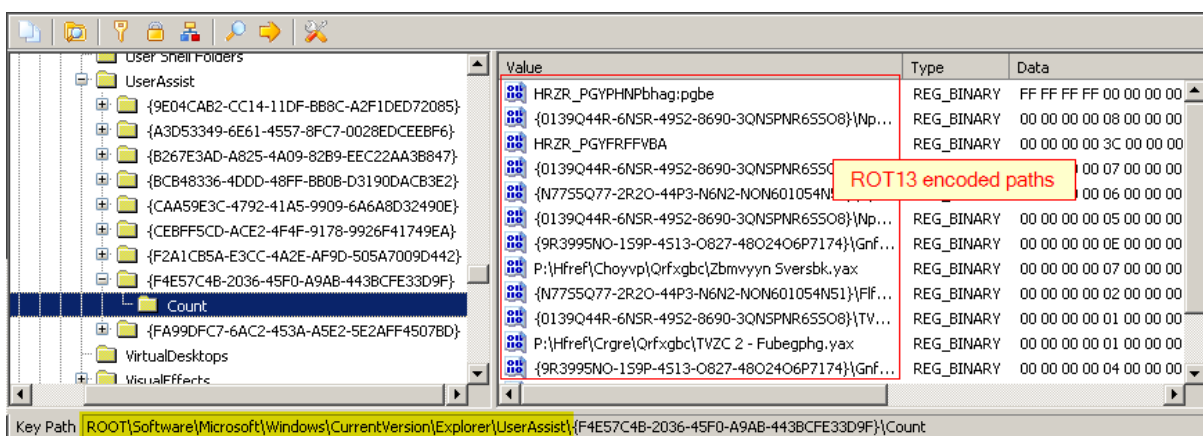 User Shell Folders
UserAssist
{9E04CAB2-CC14-11DF-BB8C-A2F1DED72085}
{A3D53349-6E61-4557-8FC7-0028EDCEEBF6}
{B267E3AD-A825-4A09-82B9-EEC22AA3B847}
{BCB48336-4DDD-48FF-BB0B-D3190DACB3E2}
{CAA59E3C-4792-41A5-9909-6A6A8D32490E}
{CEBFF5CD-ACE2-4F4F-9178-9926F41749EA}
{F2A1CB5A-E3CC-4A2E-AF9D-505A7009D442}
{F4E57C4B-2036-45F0-A9AB-443BCFE33D9F}
Count
{FA99DFC7-6AC2-453A-A5E2-5E2AFF4507BD}
VirtualDesktops
VisualEffects
Value Type Data
HRZR_PGYPHNPbhag:pgbe REG_BINARY FF FF FF FF 00 00 00 00
{0139Q44R-6NSR-49S2-8690-3QNSPNR6SSO8}\Np... REG_BINARY 00 00 00 00 08 00 00 00
HRZR_PGYFRFFVBA REG_BINARY 00 00 00 00 3C 00 00 00
{0139Q44R-6NSR-49S2-8690-3QNSPNR6SSO 00 07 00 00 00
{N77S5Q77-2R2O-44P3-N6N2-NON601054N5 00 06 00 00 00
ROT13 encoded paths
{0139Q44R-6NSR-49S2-8690-3QNSPNR6SSO8}\Np... REG_BINARY 00 00 00 00 05 00 00 00
{9R3995NO-1S9P-4513-O827-48O24O6P7174}\Gnf... REG_BINARY 00 00 00 00 0E 00 00 00
P:\Hfref\Choyvp\Qrfxgbc\Zbmvyyn Sversbk.yax REG_BINARY 00 00 00 00 07 00 00 00
{N77S5Q77-2R2O-44P3-N6N2-NON601054N51}\Flf... REG_BINARY 00 00 00 00 02 00 00 00
{0139Q44R-6NSR-49S2-8690-3QNSPNR6SSO8}\TV... REG_BINARY 00 00 00 00 01 00 00 00
P:\Hfref\Crgre\Qrfxgbc\TVZC 2 - Fubegphg.yax REG_BINARY 00 00 00 00 01 00 00 00
{9R3995NO-1S9P-4513-O827-48O24O6P7174}\Gnf... REG_BINARY 00 00 00 00 04 00 00 00
Key Path ROOT\Software\Microsoft\Windows\CurrentVersion\Explorer\UserAssist\{F4E57C4B-2036-45F0-A9AB-443BCFE33D9F}\Count